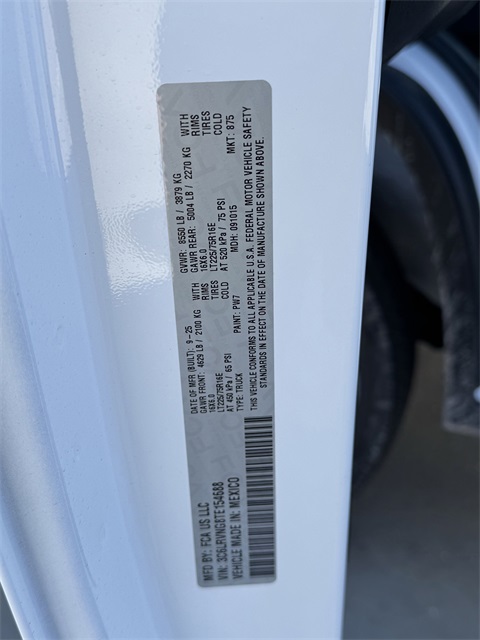 MFD BY: FCA US LLC
DATE OF MFR (BUILT): 9-25
GVWR: 8550 LB / 3879 KG
GAWR FRONT: 4629 LB / 2100 KG WITH
GAWR REAR: 5004 LB / 2270 KG WITH
16X6.0 RIMS
16X6.0 RIMS
LT225/75R16E TIRES
LT225/75R16E TIRES
AT 450 kPa / 65 PSI COLD
AT 520 kPa / 75 PSI COLD
VIN: 3C6LRVNG8TE154688
TYPE: TRUCK
PAINT: PW7
MDH: 091015
MKT: 875
VEHICLE MADE IN: MEXICO
THIS VEHICLE CONFORMS TO ALL APPLICABLE U.S.A. FEDERAL MOTOR VEHICLE SAFETY
STANDARDS IN EFFECT ON THE DATE OF MANUFACTURE SHOWN ABOVE.